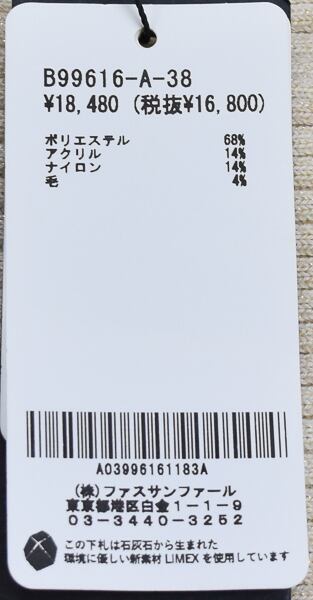 B99616-A-38
¥18,480 (税抜¥16,800)
ポリエステル 68%
アクリル 14%
ナイロン 14%
毛 4%
A03996161183A
(株)ファスサンファール
東京都港区白金1-1-9
03-3440-3252
この下札は石灰石から生まれた
環境に優しい新素材 LIMEX を使用しています